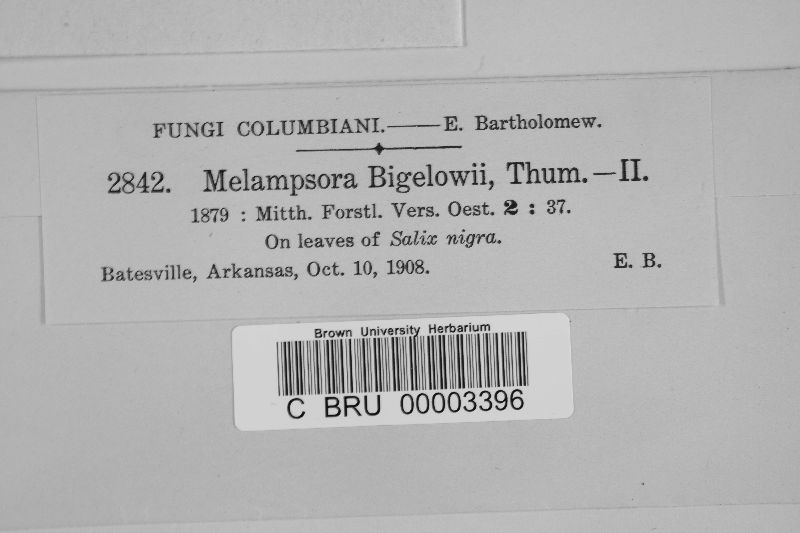 FUNGI COLUMBIANI.——E. Bartholomew.
2842. Melampsora Bigelowii, Thum.—II.
1879 : Mitth. Forstl. Vers. Oest. 2 : 37.
On leaves of Salix nigra.
Batesville, Arkansas, Oct. 10, 1908. E. B.
Brown University Herbarium
C BRU 00003396